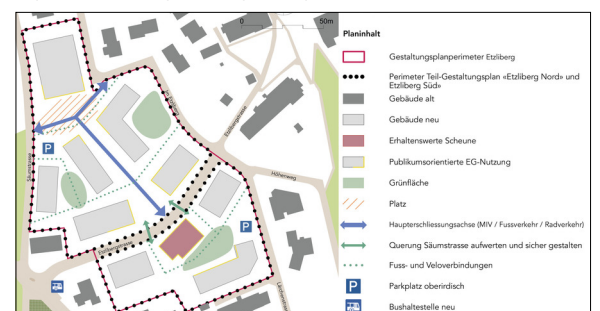 0 50m
Planinhalt
Gestaltungsplanperimeter Etzliberg
Perimeter Teil-Gestaltungsplan «Etzliberg Nord» und
Etzliberg Süd»
Gebäude alt
Gebäude neu
Erhaltenswerte Scheune
Publikumsorientierte EG-Nutzung
Grünfläche
Platz
Haupterschliessungsachse (MIV / Fussverkehr / Radverkehr)
Querung Säumstrasse aufwerten und sicher gestalten
Fuss- und Veloverbindungen
P Parkplatz oberirdisch
Bushaltestelle neu
Etzlibergstrasse
Höhenweg
P
P